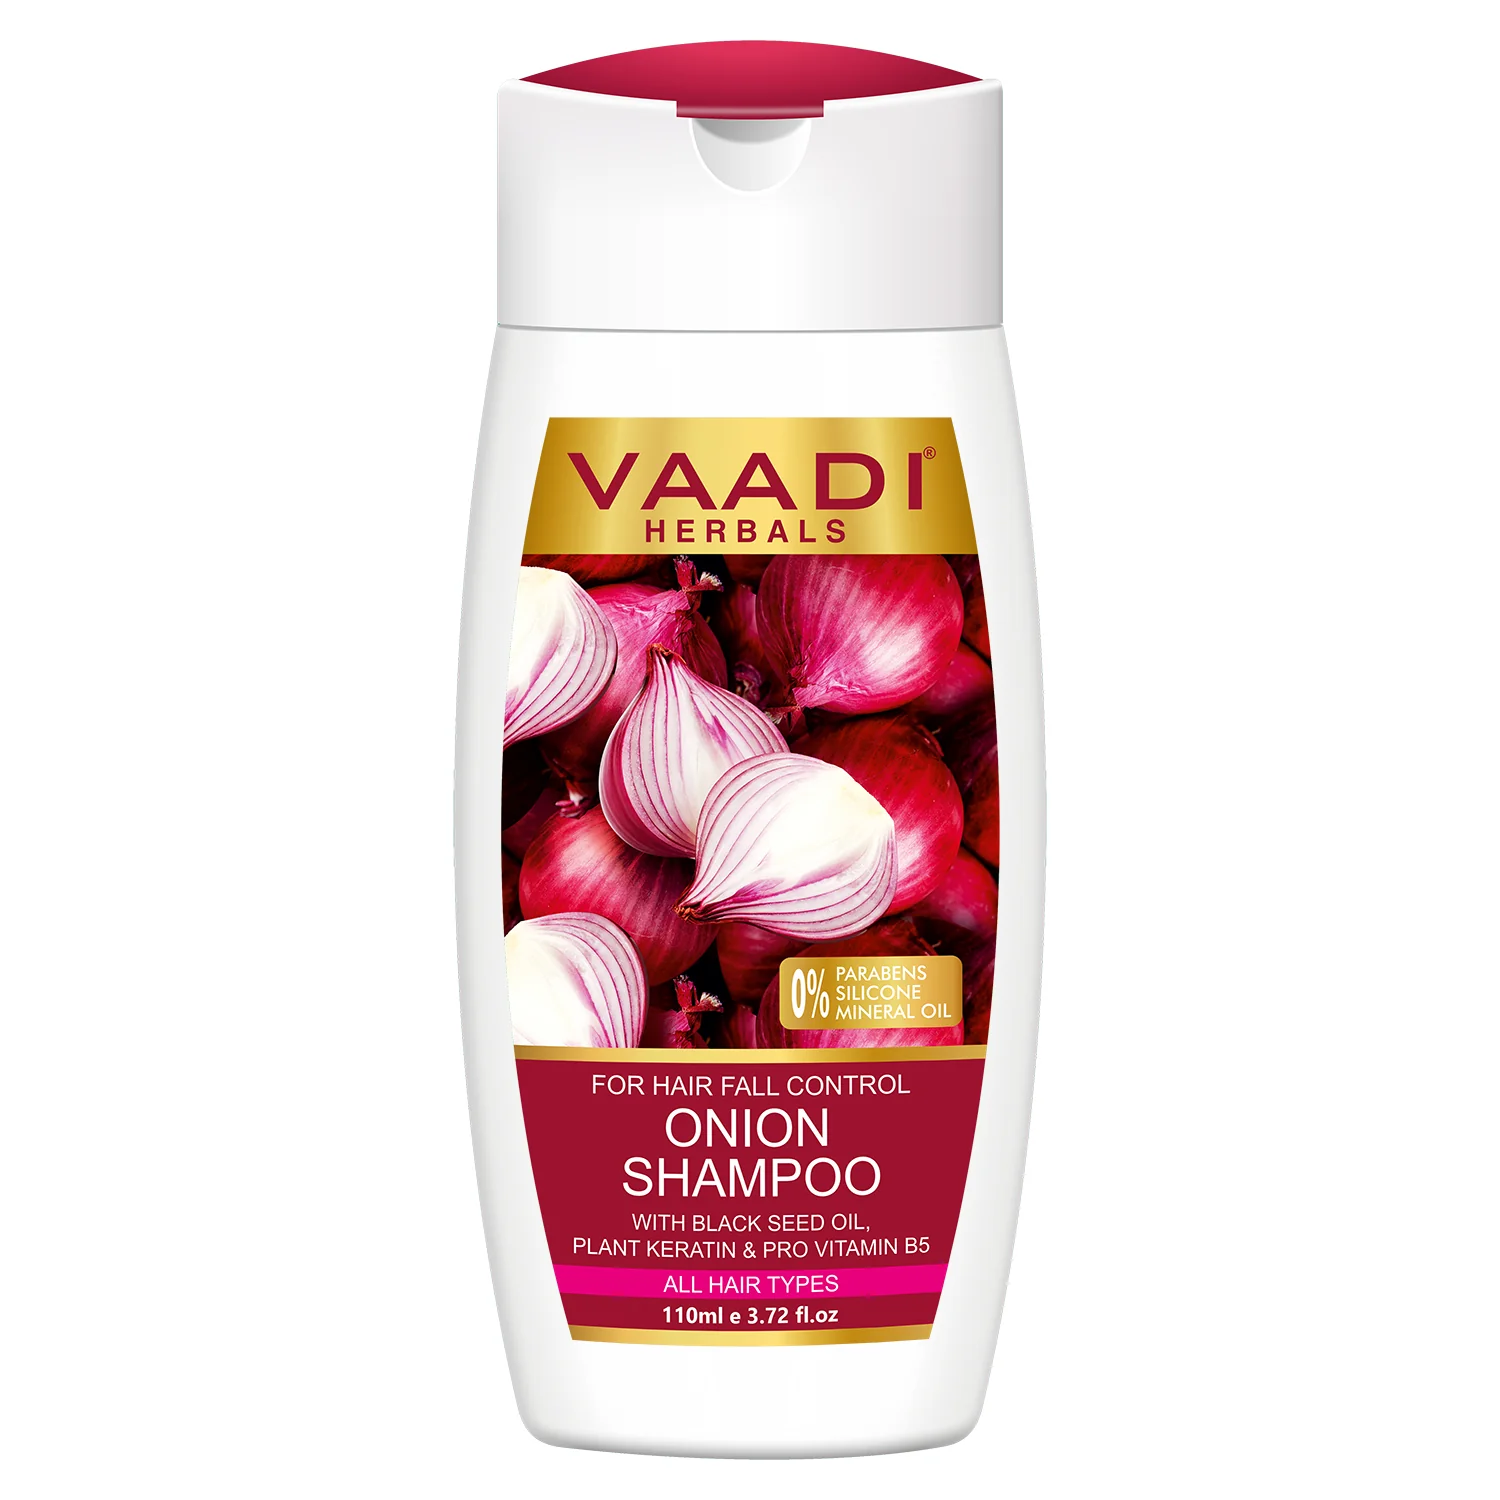 VAADI®
HERBALS
0% PARABENS
SILICONE
MINERAL OIL
FOR HAIR FALL CONTROL
ONION
SHAMPOO
WITH BLACK SEED OIL,
PLANT KERATIN & PRO VITAMIN B5
ALL HAIR TYPES
110ml e 3.72 fl.oz